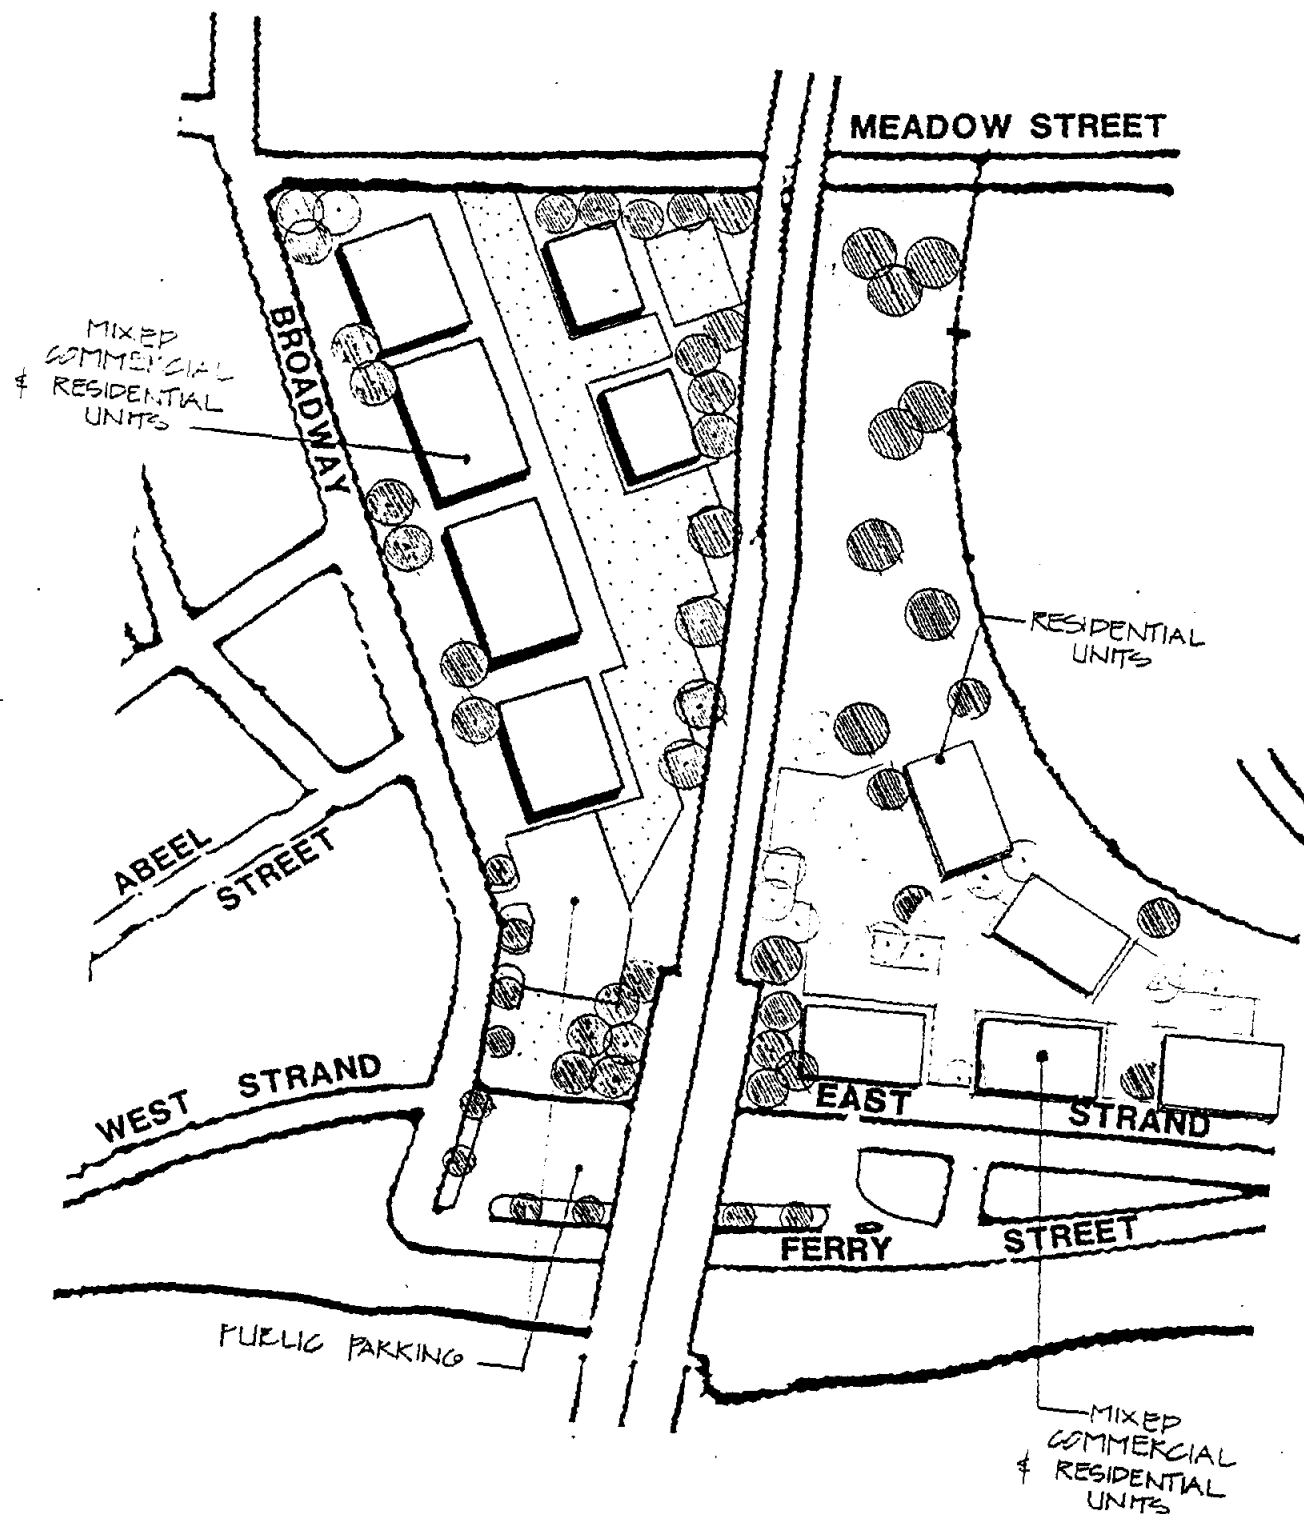 MEADOW STREET
BROADWAY
MIXED
COMMERCIAL
& RESIDENTIAL
UNITS
RESIDENTIAL
UNITS
ABEEL
STREET
WEST STRAND
EAST STRAND
FERRY STREET
PUBLIC PARKING
MIXED
COMMERCIAL
& RESIDENTIAL
UNITS